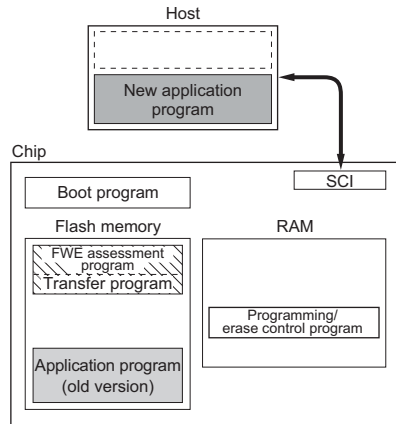 Host
New application
program
Chip
SCI
Boot program
Flash memory
RAM
FWE assessment
program
Transfer program
Programming/
erase control program
Application program
(old version)